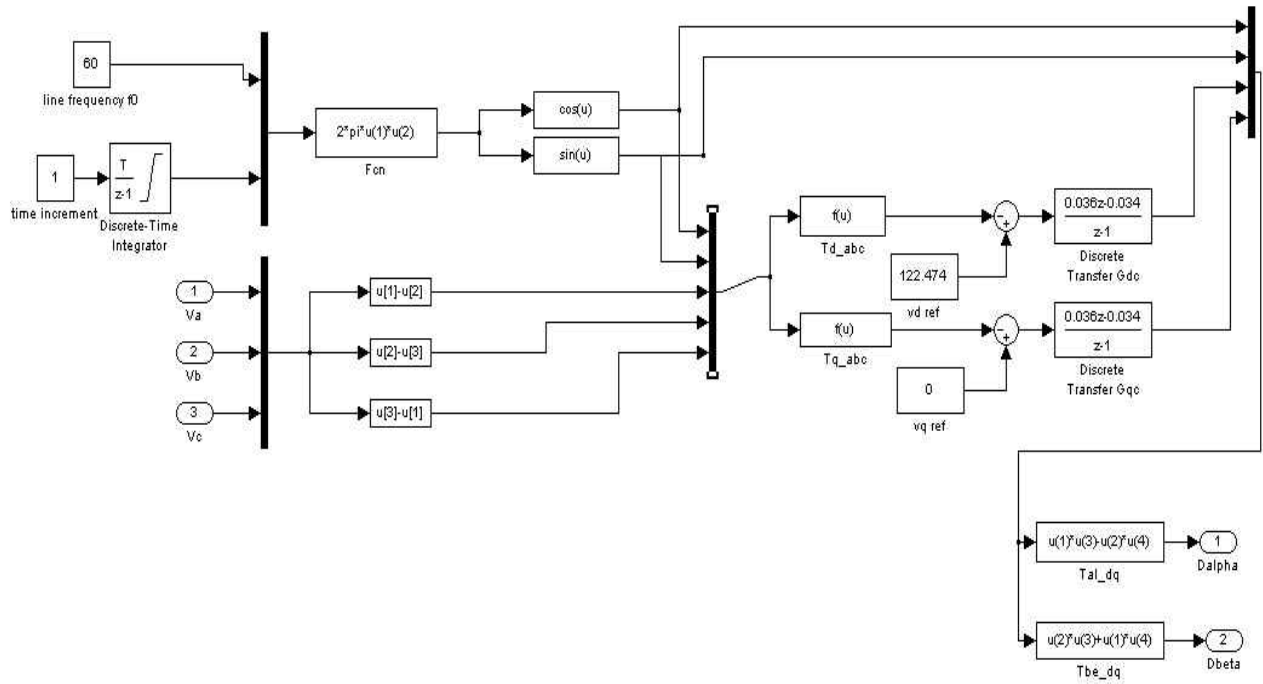 60
line frequency f0
1
time increment
T
z-1
Discrete-Time
Integrator
2*pi*u(1)*u(2)
Fcn
cos(u)
sin(u)
1
Va
2
Vb
3
Vc
u[1]-u[2]
u[2]-u[3]
u[3]-u[1]
f(u)
Td_abc
f(u)
Tq_abc
122.474
vd ref
0
vq ref
-
+
-
+
0.036z-0.034
z-1
Discrete
Transfer Gdc
0.036z-0.034
z-1
Discrete
Transfer Gqc
u(1)*u(3)-u(2)*u(4)
Tal_dq
1
Dalpha
u(2)*u(3)+u(1)*u(4)
Tbe_dq
2
Dbeta